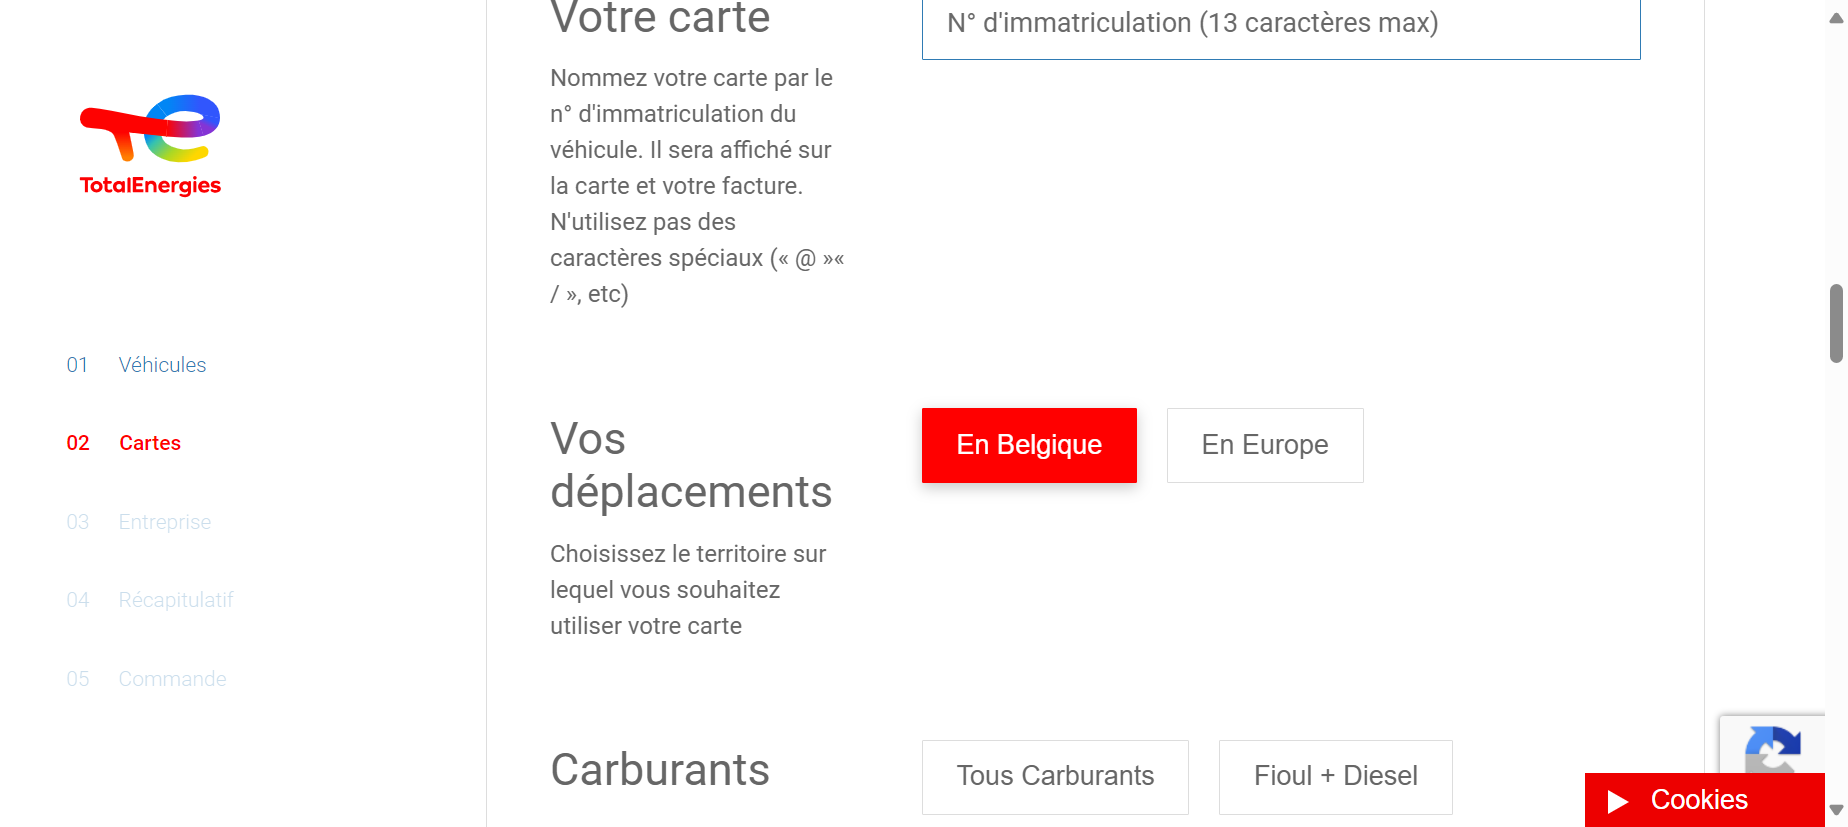 TotalEnergies
01 Véhicules
02 Cartes
03 Entreprise
04 Récapitulatif
05 Commande
Votre carte
Nommez votre carte par le
n° d'immatriculation du
véhicule. Il sera affiché sur
la carte et votre facture.
N'utilisez pas des
caractères spéciaux (« @ »«
/ », etc)
N° d'immatriculation (13 caractères max)
Vos
déplacements
Choisissez le territoire sur
lequel vous souhaitez
utiliser votre carte
En Belgique
En Europe
Carburants
Tous Carburants
Fioul + Diesel
Cookies